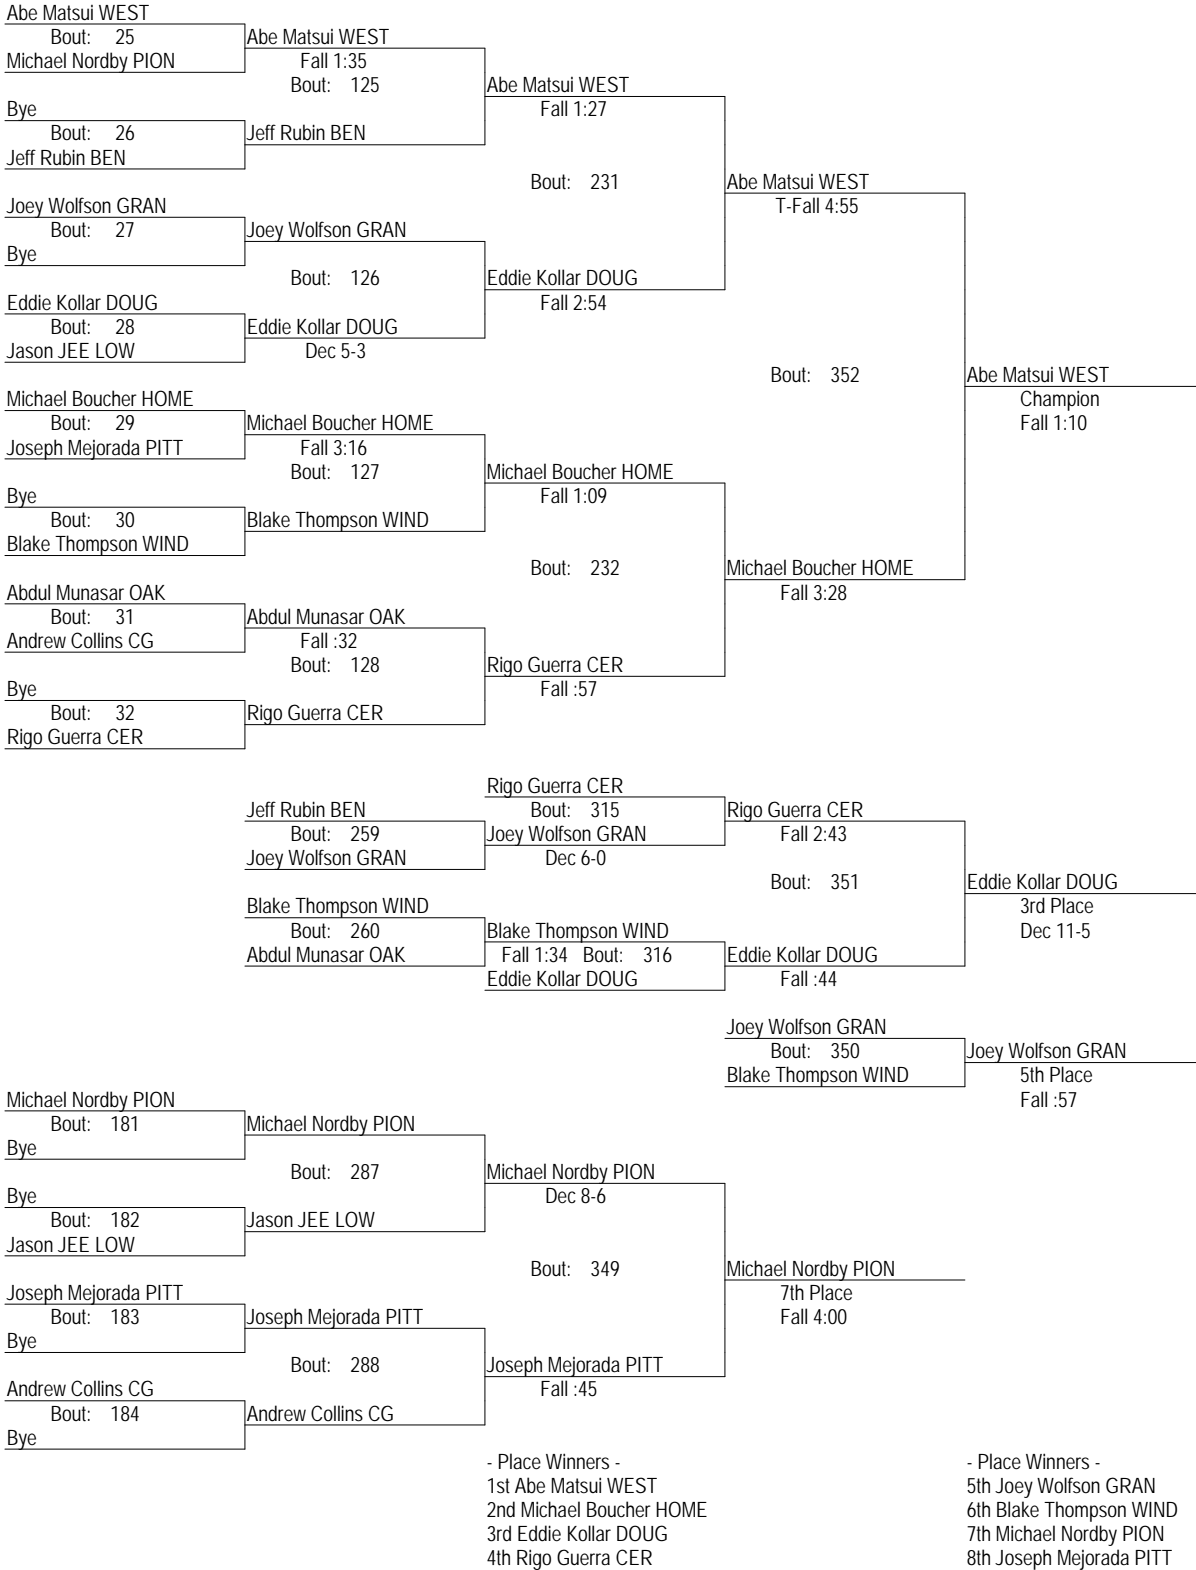 Abe Matsui WEST
Bout: 25
Michael Nordby PION
Abe Matsui WEST
Fall 1:35
Bout: 125
Bye
Bout: 26
Jeff Rubin BEN
Jeff Rubin BEN
Abe Matsui WEST
Fall 1:27
Bout: 231
Joey Wolfson GRAN
Bout: 27
Bye
Joey Wolfson GRAN
Bout: 126
Eddie Kollar DOUG
Bout: 28
Jason JEE LOW
Eddie Kollar DOUG
Dec 5-3
Eddie Kollar DOUG
Fall 2:54
Abe Matsui WEST
T-Fall 4:55
Bout: 352
Michael Boucher HOME
Bout: 29
Joseph Mejorada PITT
Michael Boucher HOME
Fall 3:16
Bout: 127
Bye
Bout: 30
Blake Thompson WIND
Blake Thompson WIND
Michael Boucher HOME
Fall 1:09
Bout: 232
Abdul Munasar OAK
Bout: 31
Andrew Collins CG
Abdul Munasar OAK
Fall :32
Bout: 128
Bye
Bout: 32
Rigo Guerra CER
Rigo Guerra CER
Rigo Guerra CER
Fall :57
Michael Boucher HOME
Fall 3:28
Abe Matsui WEST
Champion
Fall 1:10
Jeff Rubin BEN
Bout: 259
Joey Wolfson GRAN
Rigo Guerra CER
Bout: 315
Joey Wolfson GRAN
Dec 6-0
Rigo Guerra CER
Fall 2:43
Bout: 351
Blake Thompson WIND
Bout: 260
Abdul Munasar OAK
Blake Thompson WIND
Fall 1:34 Bout: 316
Eddie Kollar DOUG
Eddie Kollar DOUG
Fall :44
Eddie Kollar DOUG
3rd Place
Dec 11-5
Joey Wolfson GRAN
Bout: 350
Blake Thompson WIND
Joey Wolfson GRAN
5th Place
Fall :57
Michael Nordby PION
Bout: 181
Bye
Michael Nordby PION
Bout: 287
Bye
Bout: 182
Jason JEE LOW
Jason JEE LOW
Michael Nordby PION
Dec 8-6
Bout: 349
Joseph Mejorada PITT
Bout: 183
Bye
Joseph Mejorada PITT
Bout: 288
Andrew Collins CG
Bout: 184
Bye
Andrew Collins CG
Joseph Mejorada PITT
Fall :45
Michael Nordby PION
7th Place
Fall 4:00
- Place Winners -
1st Abe Matsui WEST
2nd Michael Boucher HOME
3rd Eddie Kollar DOUG
4th Rigo Guerra CER
- Place Winners -
5th Joey Wolfson GRAN
6th Blake Thompson WIND
7th Michael Nordby PION
8th Joseph Mejorada PITT